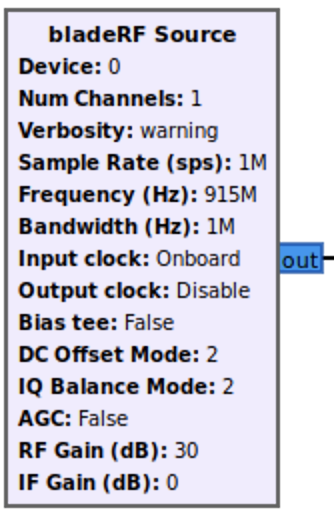 bladeRF Source
Device: 0
Num Channels: 1
Verbosity: warning
Sample Rate (sps): 1M
Frequency (Hz): 915M
Bandwidth (Hz): 1M
Input clock: Onboard
out
Output clock: Disable
Bias tee: False
DC Offset Mode: 2
IQ Balance Mode: 2
AGC: False
RF Gain (dB): 30
IF Gain (dB): 0